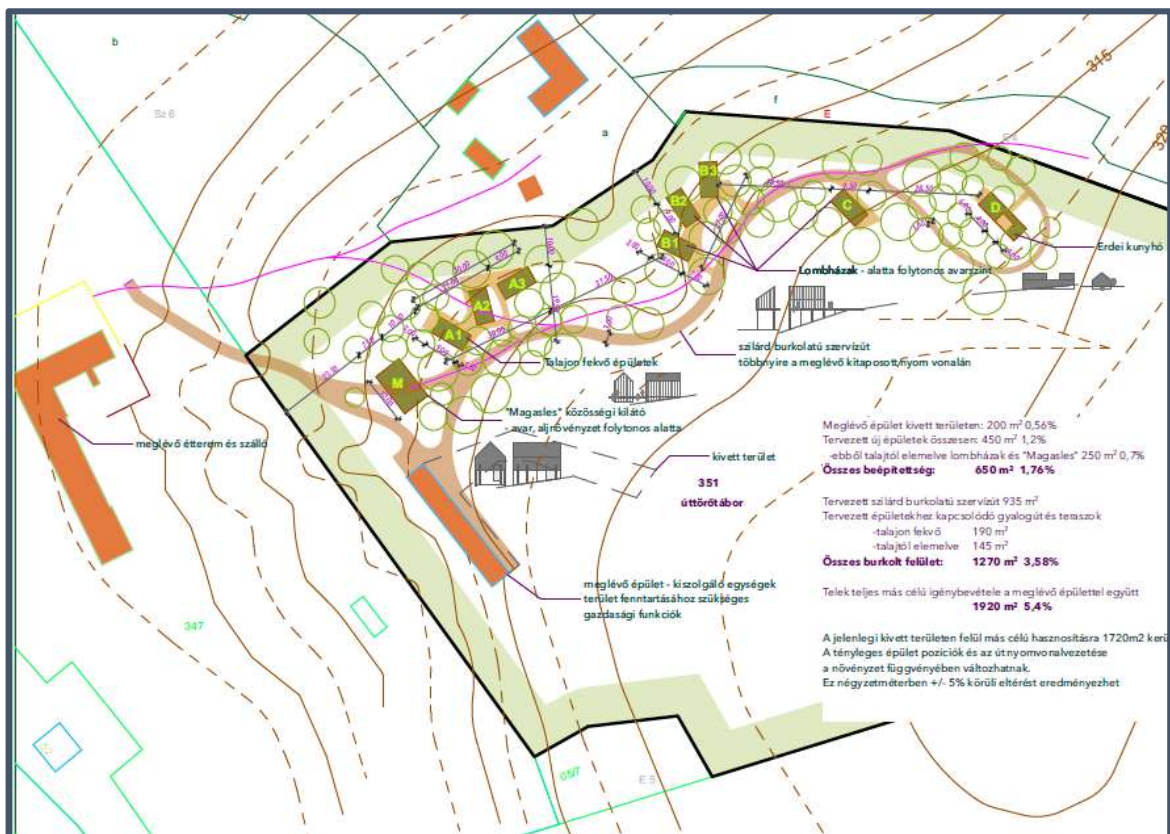 b
Sz 6
a
f
E
315
320
B3
B2
B1
C
D
A3
A2
A1
M
Erdei kunyhó
Lombházak - alatta folytonos avarszint
szilárd burkolatú szervízút
többnyire a meglévő kitaposott/nyom vonalán
Talajon fekvő épületek
"Magasles" közösségi kilátó
- avar, aljnövényzet folytonos alatta
meglévő étterem és szálló
kivett terület
351
úttörőtábor
meglévő épület - kiszolgáló egységek
terület fenntartásához szükséges
gazdasági funkciók
347
05/7
E 5
Meglévő épület kivett területen: 200 m² 0,56%
Tervezett új épületek összesen: 450 m² 1,2%
-ebből talajtól elemelve lombházak és "Magasles" 250 m² 0,7%
Összes beépítettség: 650 m² 1,76%
Tervezett szilárd burkolatú szervízút 935 m²
Tervezett épületekhez kapcsolódó gyalogút és teraszok
-talajon fekvő 190 m²
-talajtól elemelve 145 m²
Összes burkolt felület: 1270 m² 3,58%
Telek teljes más célú igénybevétele a meglévő épülettel együtt
1920 m² 5,4%
A jelenlegi kivett területen felül más célú hasznosításra 1720m2 kerü
A tényleges épület pozíciók és az útnyomvonalvezetése
a növényzet függvényében változhatnak.
Ez négyzetméterben +/- 5% körüli eltérést eredményezhet